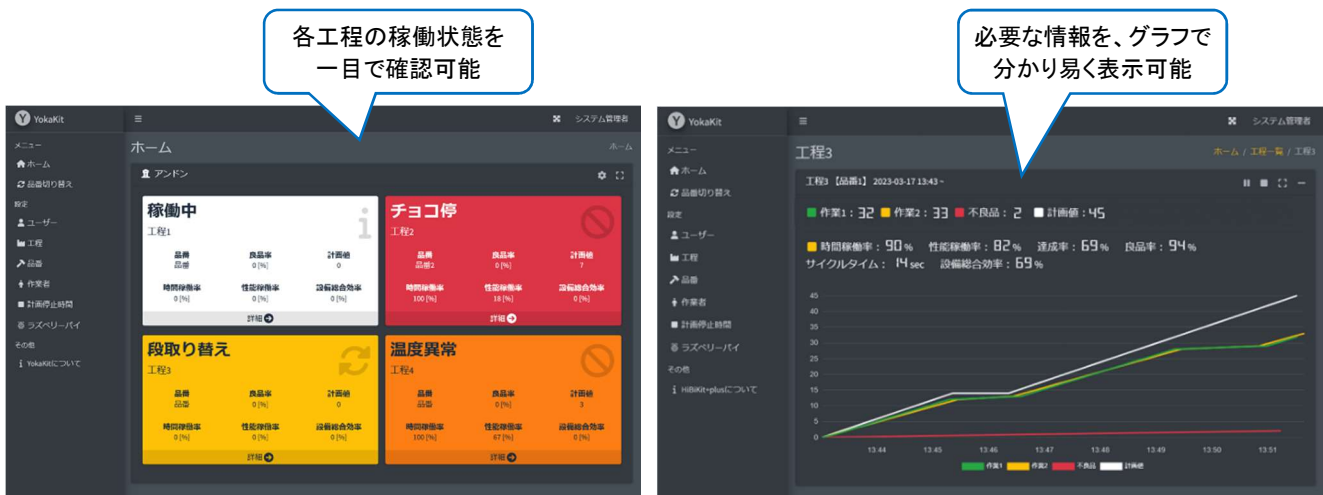 各工程の稼働状態を
一目で確認可能
YokaKit
システム管理者
メニュー
ホーム
品番切り替え
設定
ユーザー
工程
品番
作業者
計画停止時間
ラズベリーパイ
その他
YokaKitについて
ホーム
ホーム
アンドン
稼働中
工程1
品番 良品率 計画値
品番 0 [%] 0
時間稼働率 性能稼働率 設備総合効率
0 [%] 0 [%] 0 [%]
詳細
チョコ停
工程2
品番 良品率 計画値
品番2 0 [%] 7
時間稼働率 性能稼働率 設備総合効率
100 [%] 18 [%] 0 [%]
詳細
段取り替え
工程3
品番 良品率 計画値
品番 0 [%] 0
時間稼働率 性能稼働率 設備総合効率
0 [%] 0 [%] 0 [%]
詳細
温度異常
工程4
品番 良品率 計画値
品番 0 [%] 3
時間稼働率 性能稼働率 設備総合効率
100 [%] 67 [%] 0 [%]
詳細
必要な情報を、グラフで
分かり易く表示可能
YokaKit
システム管理者
メニュー
ホーム
品番切り替え
設定
ユーザー
工程
品番
作業者
計画停止時間
ラズベリーパイ
その他
HiBiKit+plusについて
工程3
ホーム / 工程一覧 / 工程3
工程3 【品番1】 2023-03-17 13:43 ~
作業1 : 32 作業2 : 33 不良品 : 2 計画値 : 45
時間稼働率 : 90 % 性能稼働率 : 82 % 達成率 : 69 % 良品率 : 94 %
サイクルタイム : 14 sec 設備総合効率 : 69 %
45
40
35
30
25
20
15
10
5
0
13:44 13:45 13:46 13:47 13:48 13:49 13:50 13:51
作業1 作業2 不良品 計画値